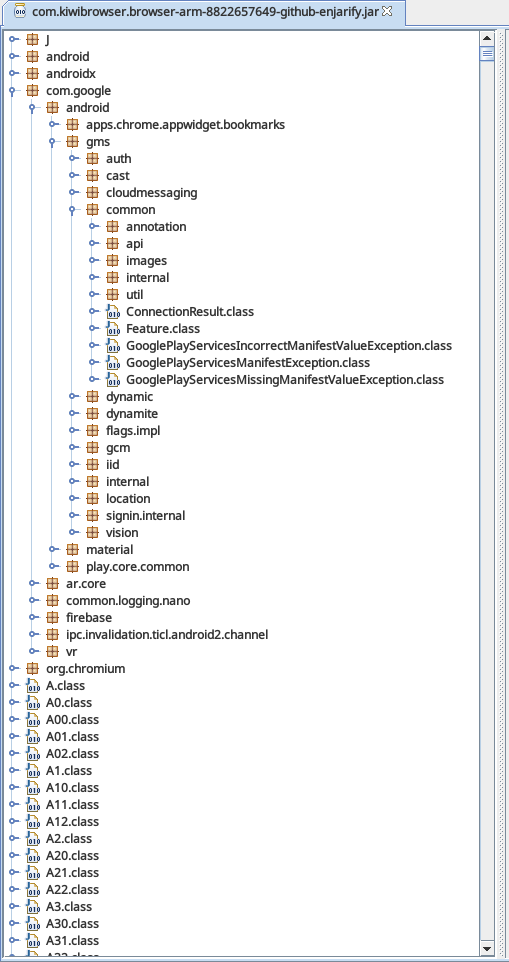 com.kiwibrowser.browser-arm-8822657649-github-enjarify.jar
J
android
androidx
com.google
android
apps.chrome.appwidget.bookmarks
gms
auth
cast
cloudmessaging
common
annotation
api
images
internal
util
ConnectionResult.class
Feature.class
GooglePlayServicesIncorrectManifestValueException.class
GooglePlayServicesManifestException.class
GooglePlayServicesMissingManifestValueException.class
dynamic
dynamite
flags.impl
gcm
iid
internal
location
signin.internal
vision
material
play.core.common
ar.core
common.logging.nano
firebase
ipc.invalidation.ticl.android2.channel
vr
org.chromium
A.class
A0.class
A00.class
A01.class
A02.class
A1.class
A10.class
A11.class
A12.class
A2.class
A20.class
A21.class
A22.class
A3.class
A30.class
A31.class